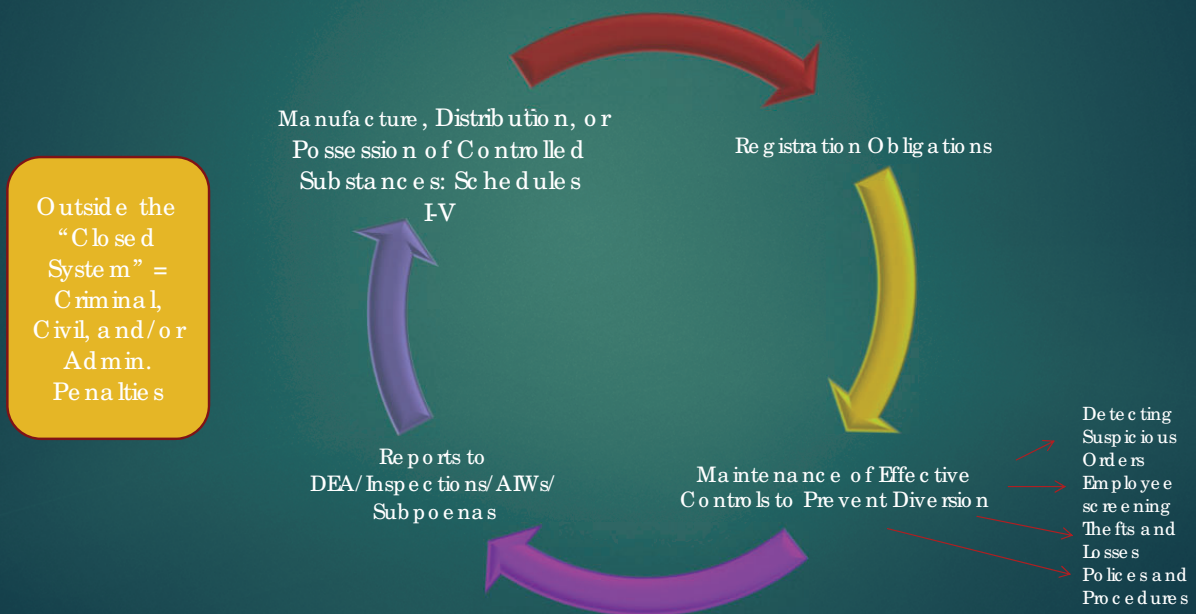 Manufacture, Distribution, or
Possession of Controlled
Substances: Schedules
I-V
Registration Obligations
Outside the
“Closed
System” =
Criminal,
Civil, and/or
Admin.
Penalties
Reports to
DEA/Inspections/AIWs/
Subpoenas
Maintenance of Effective
Controls to Prevent Diversion
Detecting
Suspicious
Orders
Employee
screening
Thefts and
Losses
Polices and
Procedures